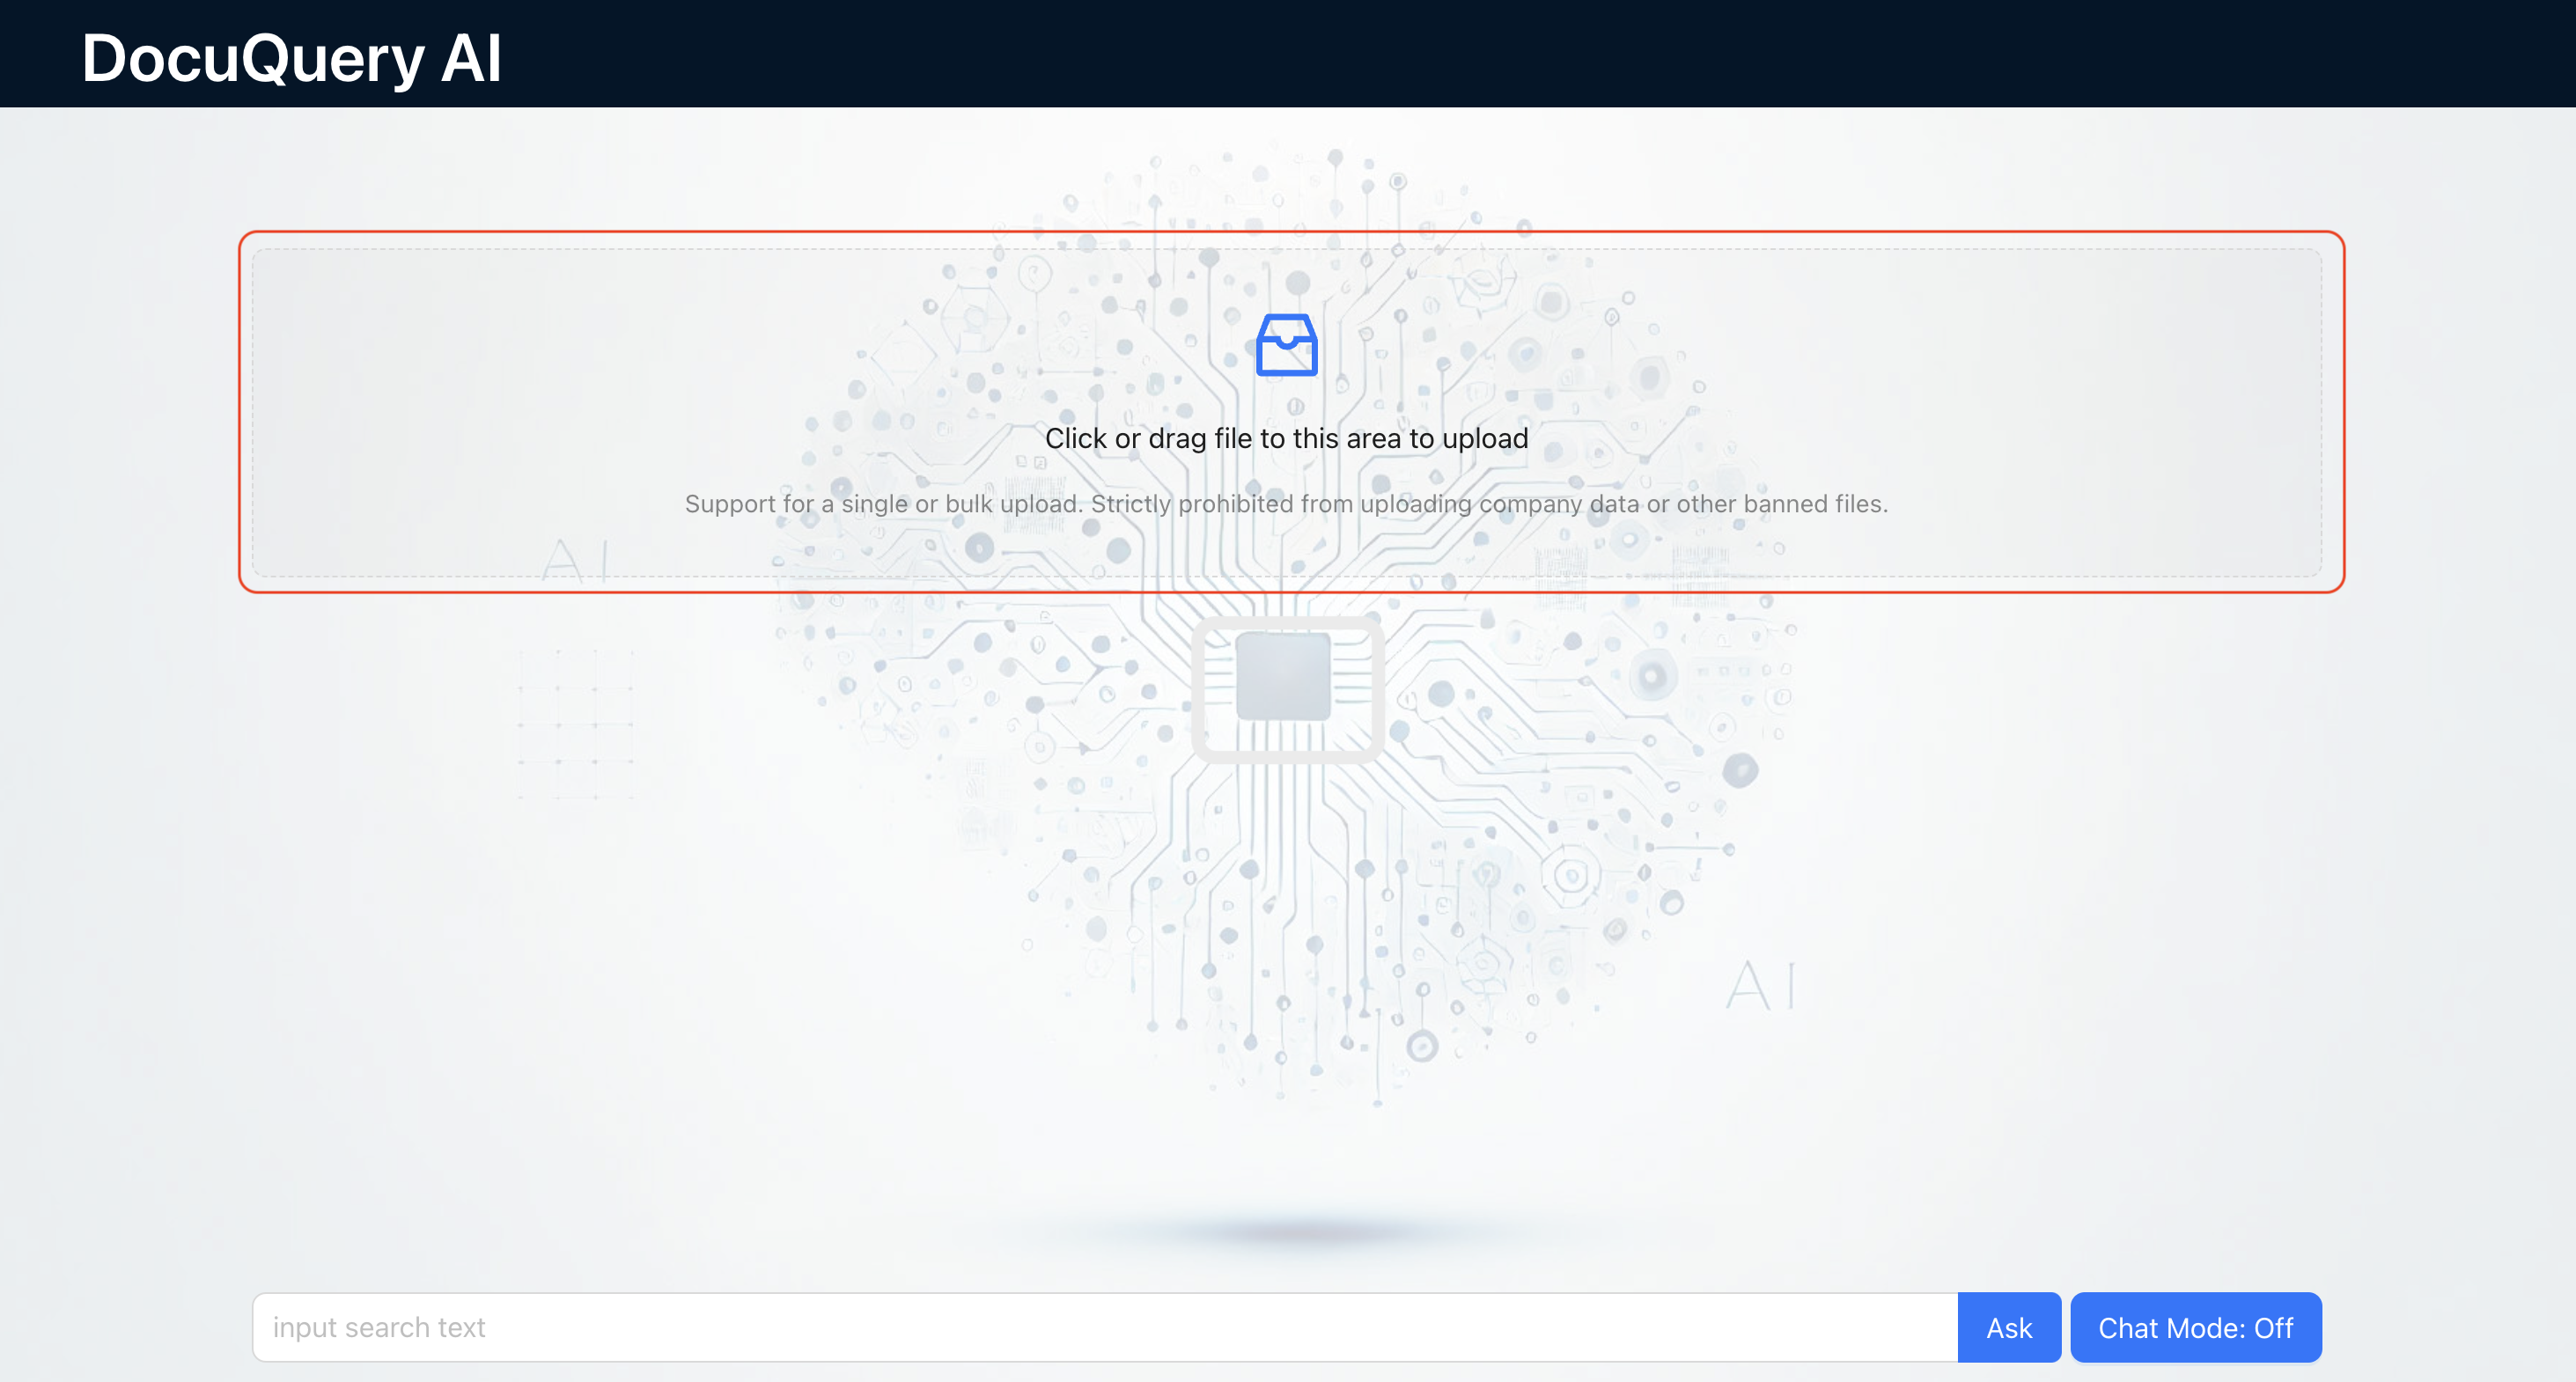 DocuQuery AI
Click or drag file to this area to upload
Support for a single or bulk upload. Strictly prohibited from uploading company data or other banned files.
AI
AI
input search text
Ask
Chat Mode: Off